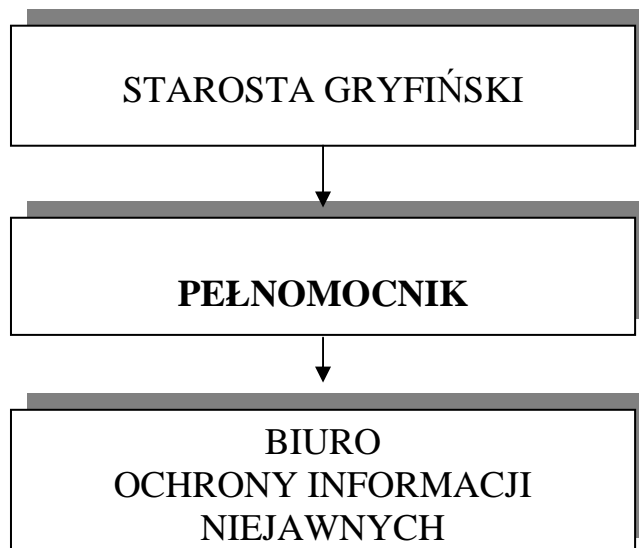 STAROSTA GRYFIŃSKI
PEŁNOMOCNIK
BIURO
OCHRONY INFORMACJI
NIEJAWNYCH